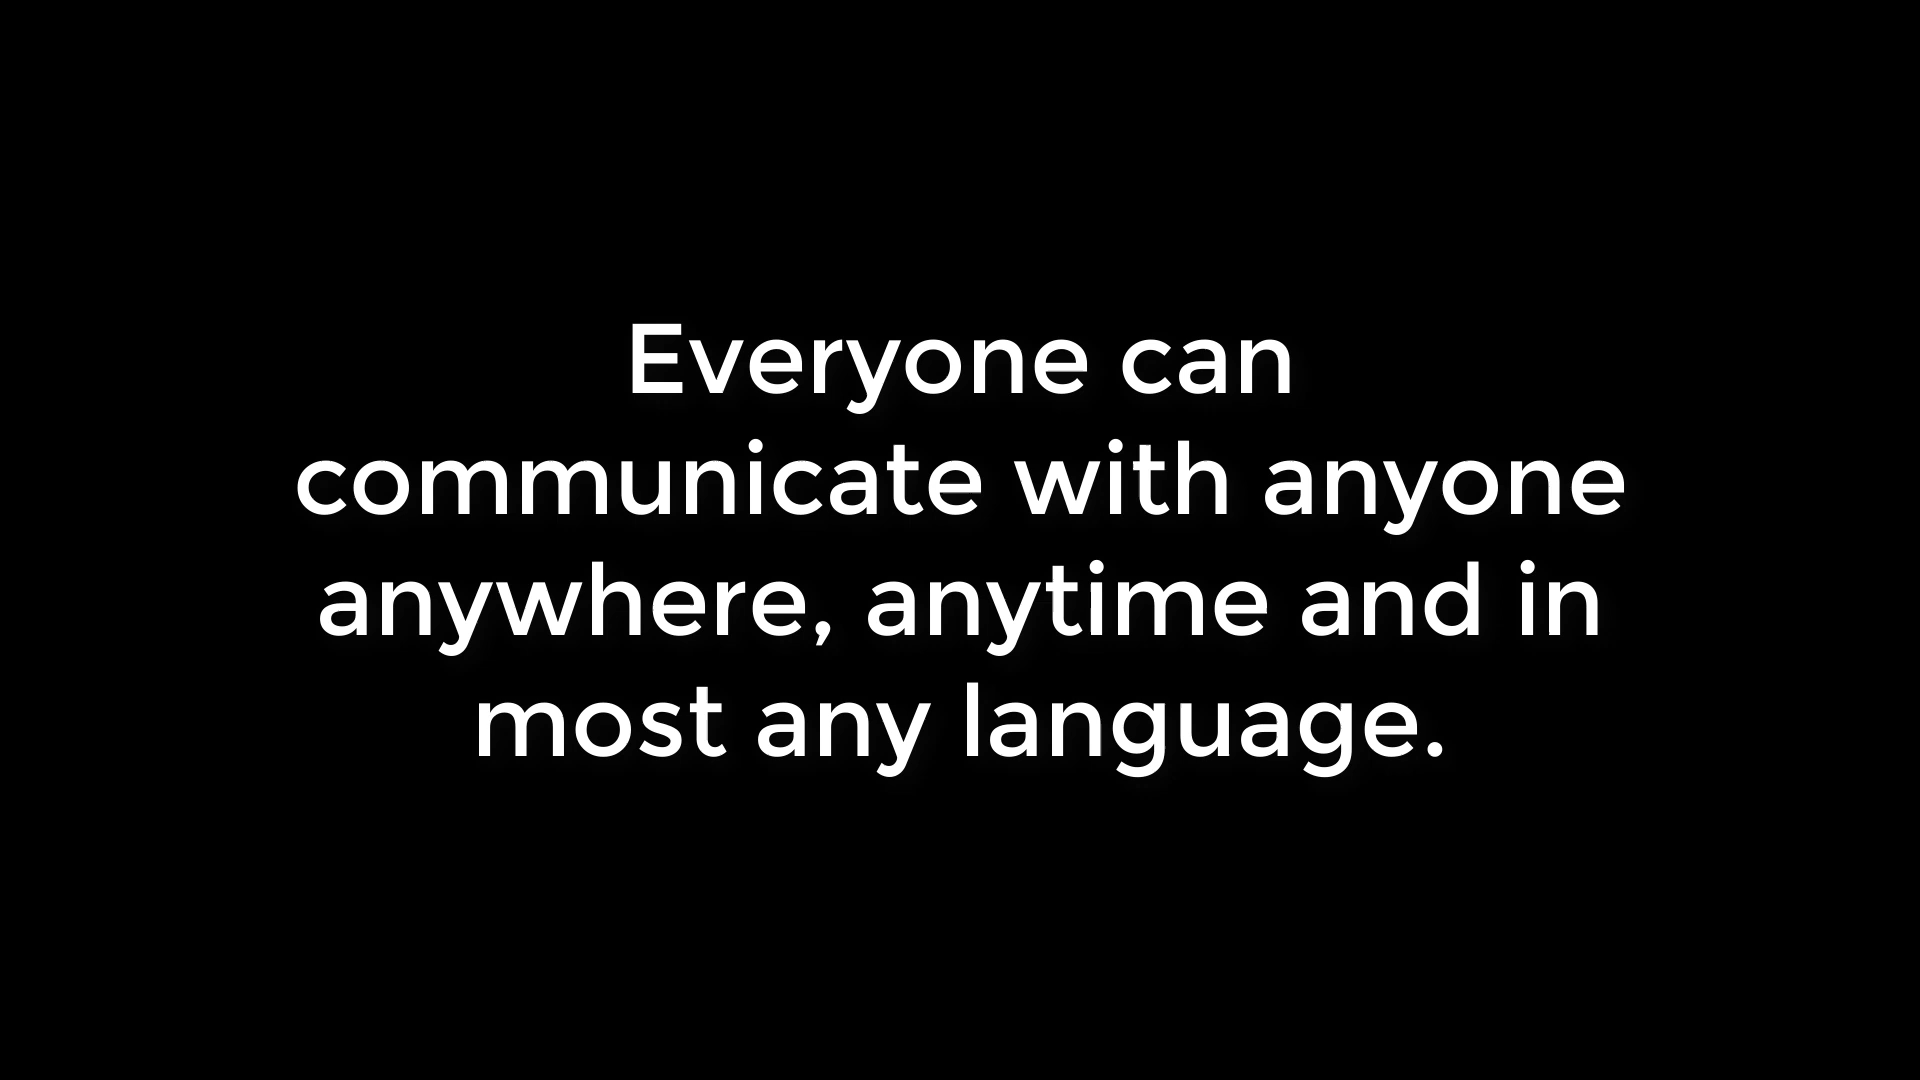 Everyone can
communicate with anyone
anywhere, anytime and in
most any language.